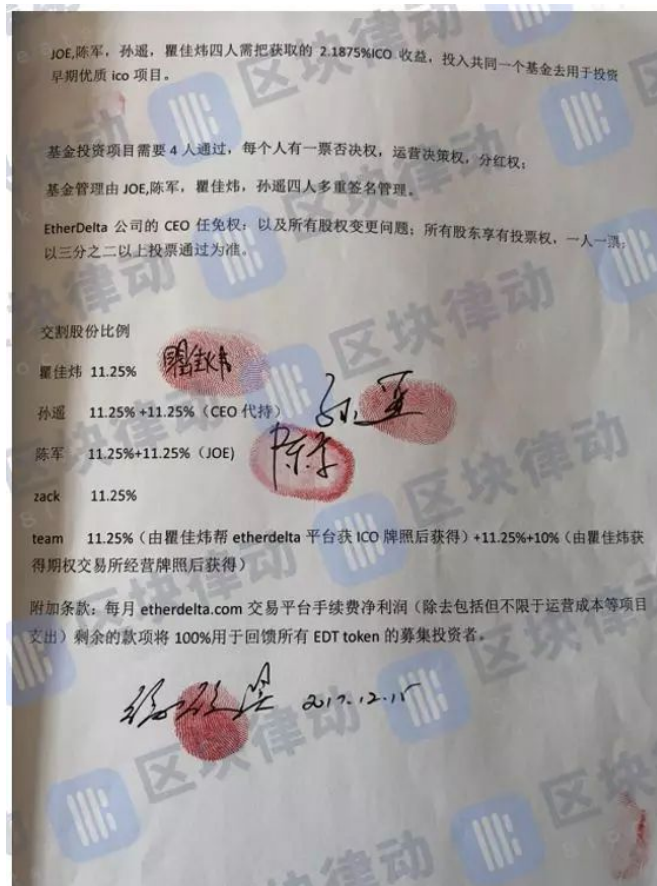 JOE,陈军，孙遥，瞿佳炜四人需把获取的 2.1875%ICO 收益，投入共同一个基金去用于投资
早期优质 ico 项目。
基金投资项目需要 4 人通过，每个人有一票否决权，运营决策权，分红权；
基金管理由 JOE,陈军，瞿佳炜，孙遥四人多重签名管理。
EtherDelta 公司的 CEO 任免权：以及所有股权变更问题；所有股东享有投票权，一人一票；
以三分之二以上投票通过为准。
交割股份比例
瞿佳炜 11.25% 瞿佳炜
孙遥 11.25% +11.25%（CEO 代持） 孙遥
陈军 11.25%+11.25%（JOE) 陈军
zack 11.25%
team 11.25%（由瞿佳炜帮 etherdelta 平台获 ICO 牌照后获得）+11.25%+10%（由瞿佳炜获
得期权交易所经营牌照后获得）
附加条款：每月 etherdelta.com 交易平台手续费净利润（除去包括但不限于运营成本等项目
支出）剩余的款项将 100%用于回馈所有 EDT token 的募集投资者。
2017.12.15
区块律动